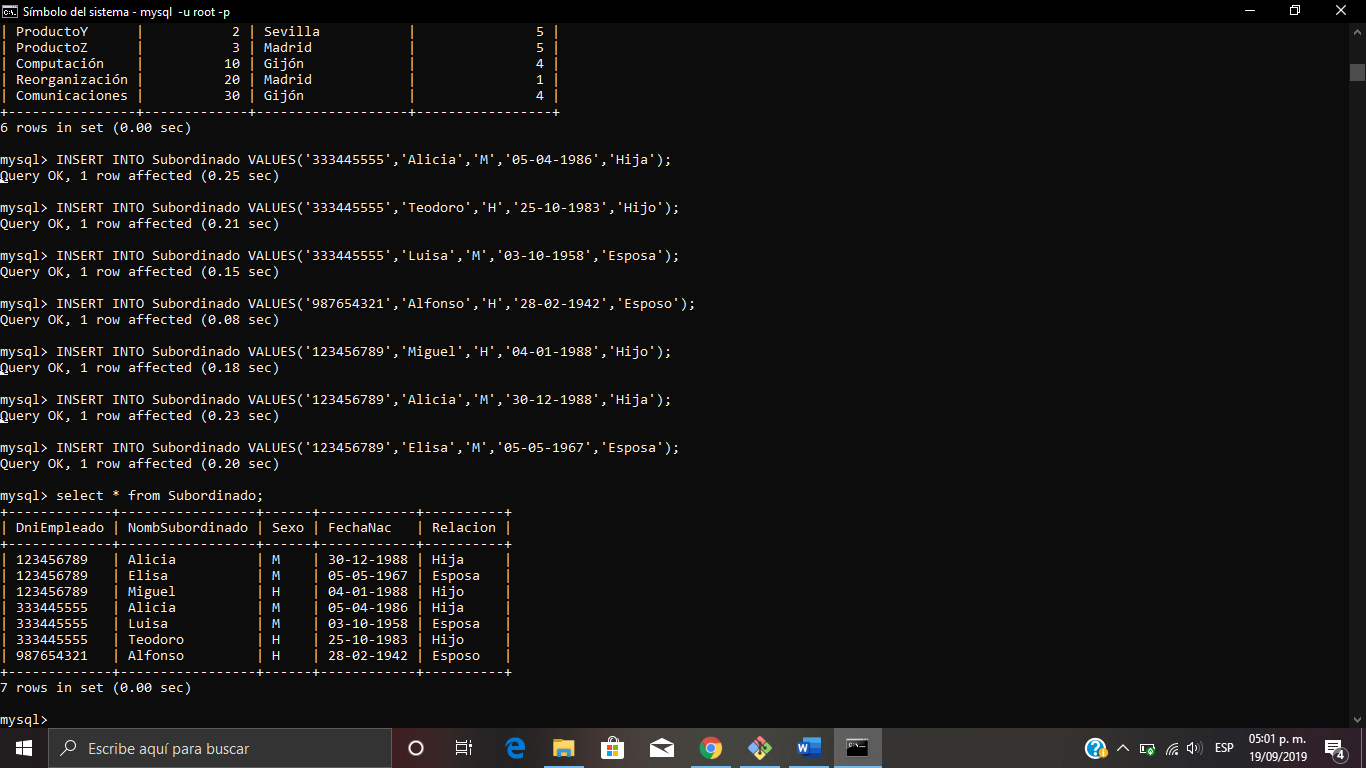 Símbolo del sistema - mysql  -u root -p
| ProductoY      |           2 | Sevilla           |               5 |
| ProductoZ      |           3 | Madrid            |               5 |
| Computación    |          10 | Gijón             |               4 |
| Reorganización |          20 | Madrid            |               1 |
| Comunicaciones |          30 | Gijón             |               4 |
+----------------+-------------+-------------------+-----------------+
6 rows in set (0.00 sec)
mysql> INSERT INTO Subordinado VALUES('333445555','Alicia','M','05-04-1986','Hija');
Query OK, 1 row affected (0.25 sec)
mysql> INSERT INTO Subordinado VALUES('333445555','Teodoro','H','25-10-1983','Hijo');
Query OK, 1 row affected (0.21 sec)
mysql> INSERT INTO Subordinado VALUES('333445555','Luisa','M','03-10-1958','Esposa');
Query OK, 1 row affected (0.15 sec)
mysql> INSERT INTO Subordinado VALUES('987654321','Alfonso','H','28-02-1942','Esposo');
Query OK, 1 row affected (0.08 sec)
mysql> INSERT INTO Subordinado VALUES('123456789','Miguel','H','04-01-1988','Hijo');
Query OK, 1 row affected (0.18 sec)
mysql> INSERT INTO Subordinado VALUES('123456789','Alicia','M','30-12-1988','Hija');
Query OK, 1 row affected (0.23 sec)
mysql> INSERT INTO Subordinado VALUES('123456789','Elisa','M','05-05-1967','Esposa');
Query OK, 1 row affected (0.20 sec)
mysql> select * from Subordinado;
+-------------+-----------------+------+------------+----------+
| DniEmpleado | NombSubordinado | Sexo | FechaNac   | Relacion |
+-------------+-----------------+------+------------+----------+
| 123456789   | Alicia          | M    | 30-12-1988 | Hija     |
| 123456789   | Elisa           | M    | 05-05-1967 | Esposa   |
| 123456789   | Miguel          | H    | 04-01-1988 | Hijo     |
| 333445555   | Alicia          | M    | 05-04-1986 | Hija     |
| 333445555   | Luisa           | M    | 03-10-1958 | Esposa   |
| 333445555   | Teodoro         | H    | 25-10-1983 | Hijo     |
| 987654321   | Alfonso         | H    | 28-02-1942 | Esposo   |
+-------------+-----------------+------+------------+----------+
7 rows in set (0.00 sec)
mysql>
Escribe aquí para buscar
ESP
05:01 p. m.
19/09/2019
4